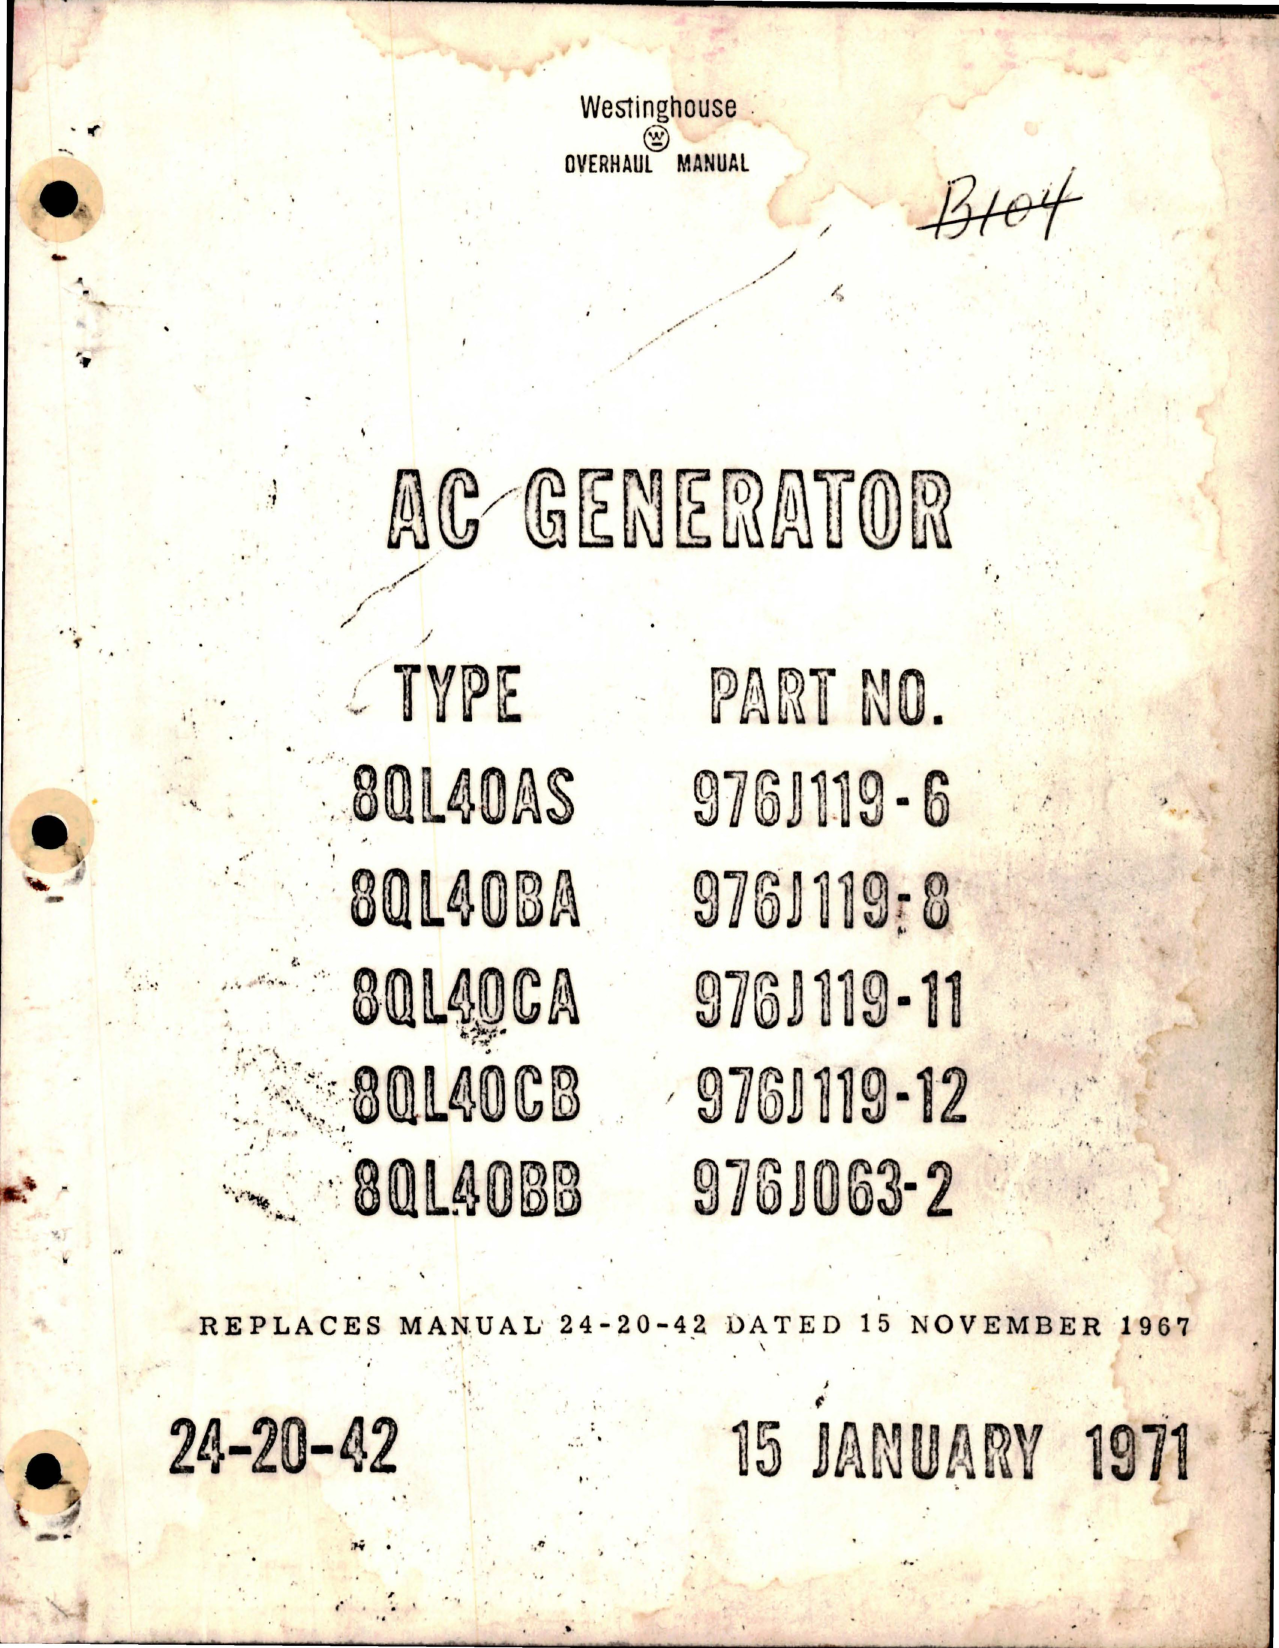 Westinghouse
W
OVERHAUL MANUAL
B104
AC GENERATOR
TYPE PART NO.
8QL40AS 976J119-6
8QL40BA 976J119-8
8QL40CA 976J119-11
8QL40CB 976J119-12
8QL40BB 976J063-2
REPLACES MANUAL 24-20-42 DATED 15 NOVEMBER 1967
24-20-42 15 JANUARY 1971